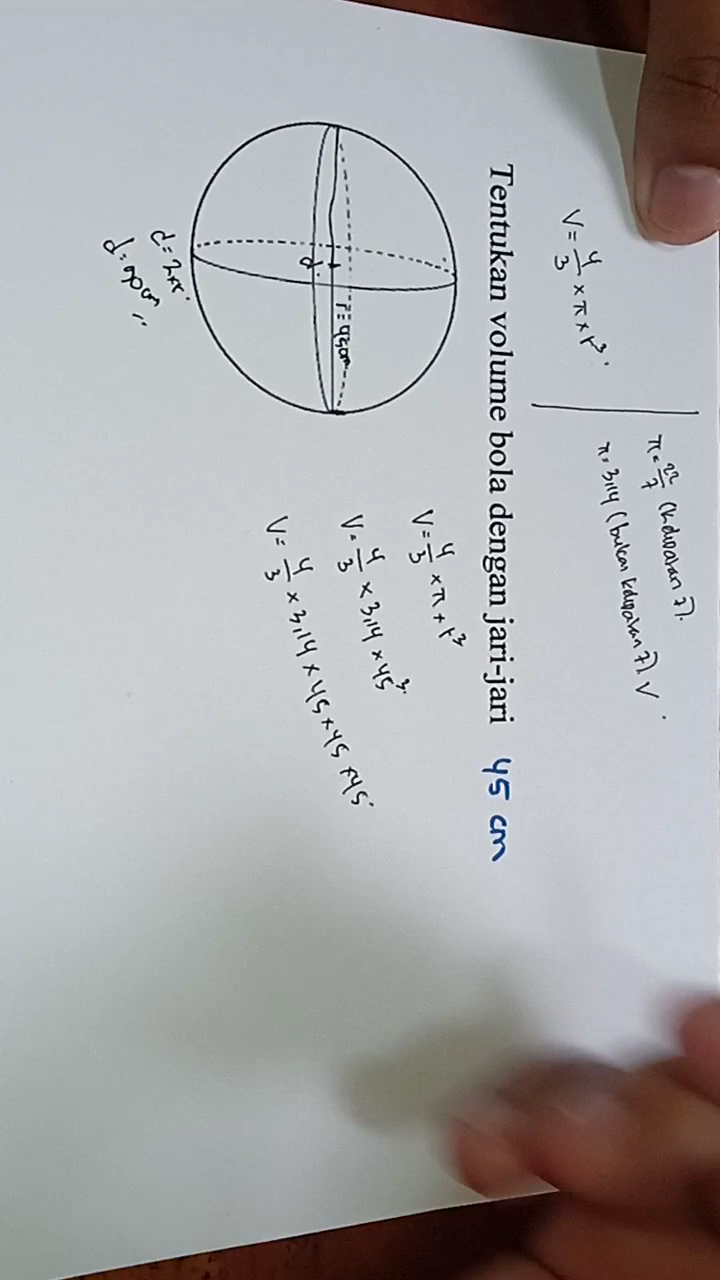 V = 4/3 × π × r³.
π = 22/7 (kelipatan 7).
π = 3,14 (bukan kelipatan 7) V
Tentukan volume bola dengan jari-jari 45 cm
r = 45 cm
d
d = 2 × r.
d = 90 cm
V = 4/3 × π × r³
V = 4/3 × 3,14 × 45³.
V = 4/3 × 3,14 × 45 × 45 × 45.